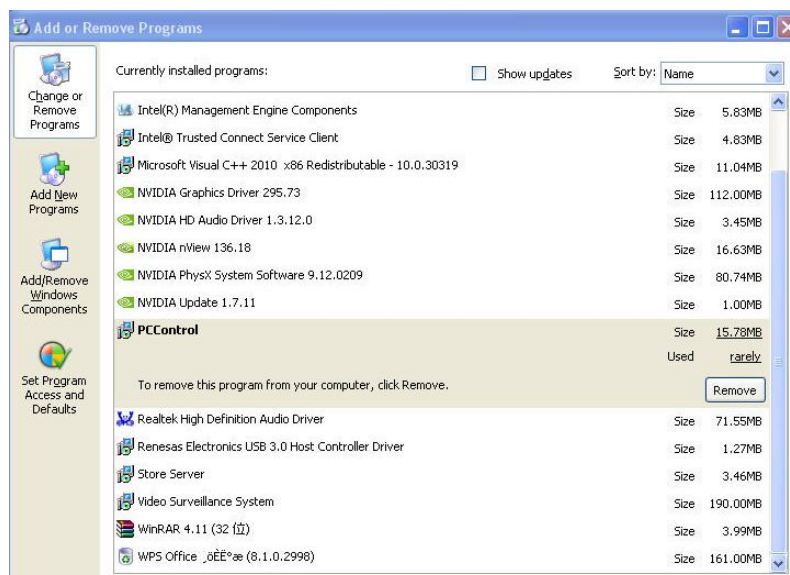 Add or Remove Programs
Currently installed programs: Show updates Sort by: Name
Change or
Remove
Programs
Add New
Programs
Add/Remove
Windows
Components
Set Program
Access and
Defaults
Intel(R) Management Engine Components Size 5.83MB
Intel® Trusted Connect Service Client Size 4.83MB
Microsoft Visual C++ 2010 x86 Redistributable - 10.0.30319 Size 11.04MB
NVIDIA Graphics Driver 295.73 Size 112.00MB
NVIDIA HD Audio Driver 1.3.12.0 Size 3.45MB
NVIDIA nView 136.18 Size 16.63MB
NVIDIA PhysX System Software 9.12.0209 Size 80.74MB
NVIDIA Update 1.7.11 Size 1.00MB
PCControl Size 15.78MB
Used rarely
To remove this program from your computer, click Remove. Remove
Realtek High Definition Audio Driver Size 71.55MB
Renesas Electronics USB 3.0 Host Controller Driver Size 1.27MB
Store Server Size 3.46MB
Video Surveillance System Size 190.00MB
WinRAR 4.11 (32 位) Size 3.99MB
WPS Office ¸öÈË°æ (8.1.0.2998) Size 161.00MB